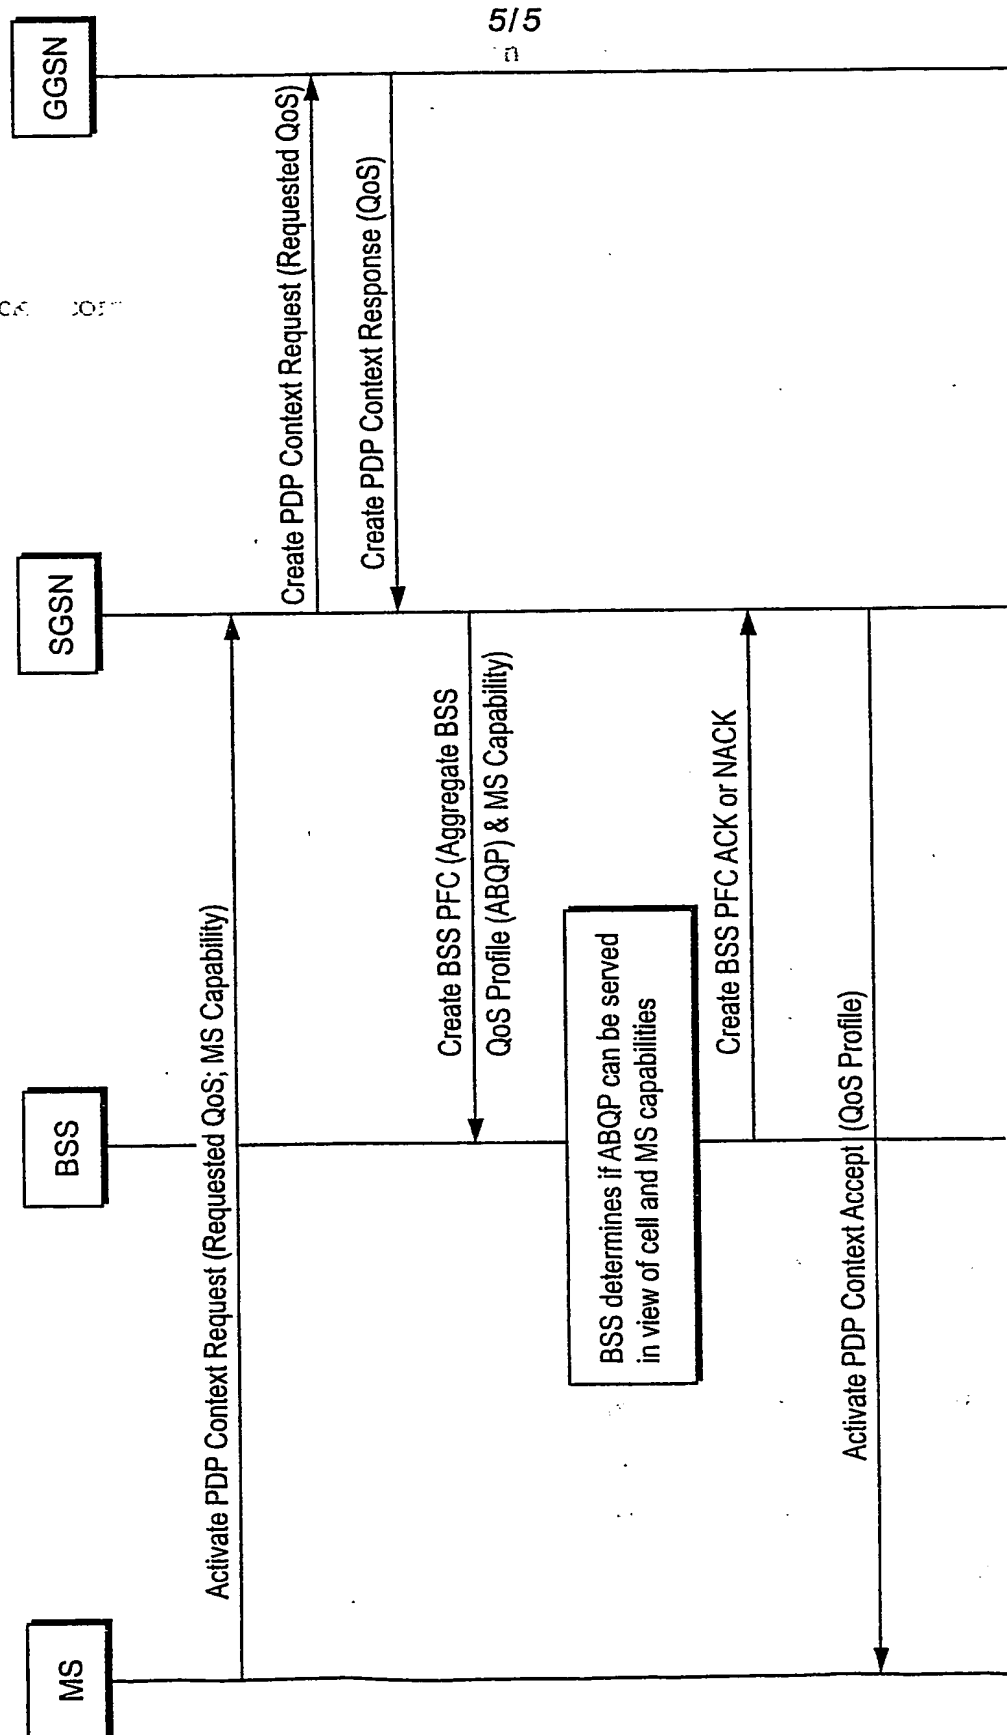 5/5
MS
BSS
SGSN
GGSN
Activate PDP Context Request (Requested QoS; MS Capability)
Create PDP Context Request (Requested QoS)
Create PDP Context Response (QoS)
Create BSS PFC (Aggregate BSS
QoS Profile (ABQP) & MS Capability)
BSS determines if ABQP can be served
in view of cell and MS capabilities
Create BSS PFC ACK or NACK
Activate PDP Context Accept (QoS Profile)